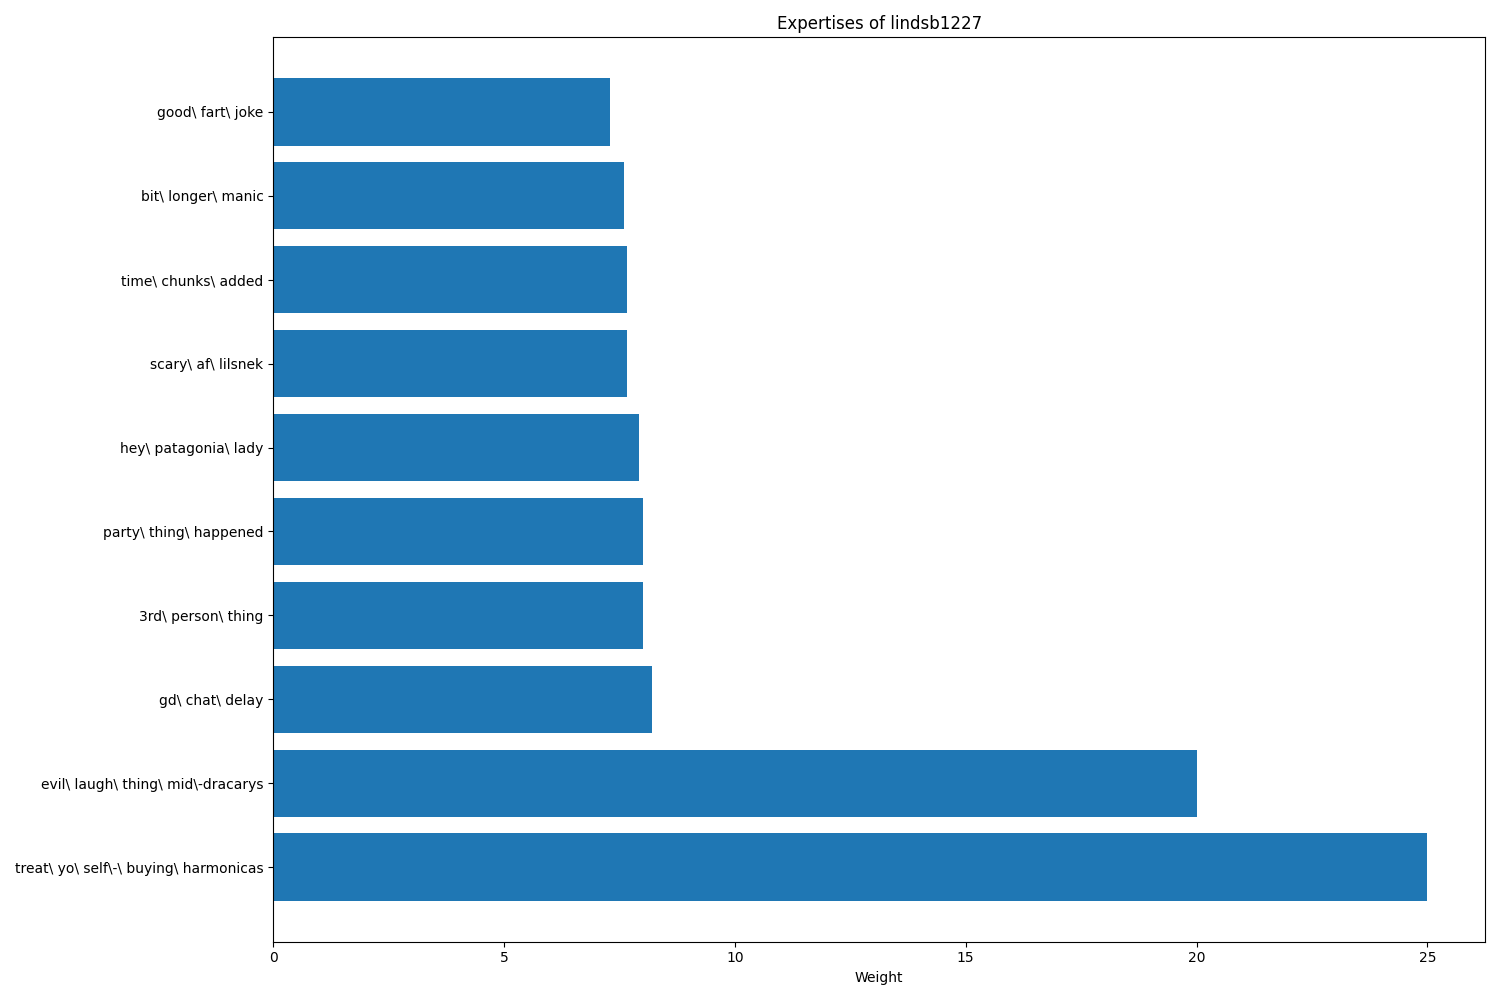 Expertises of lindsb1227
good\ fart\ joke
bit\ longer\ manic
time\ chunks\ added
scary\ af\ lilsnek
hey\ patagonia\ lady
party\ thing\ happened
3rd\ person\ thing
gd\ chat\ delay
evil\ laugh\ thing\ mid\-dracarys
treat\ yo\ self\-\ buying\ harmonicas
0 5 10 15 20 25
Weight